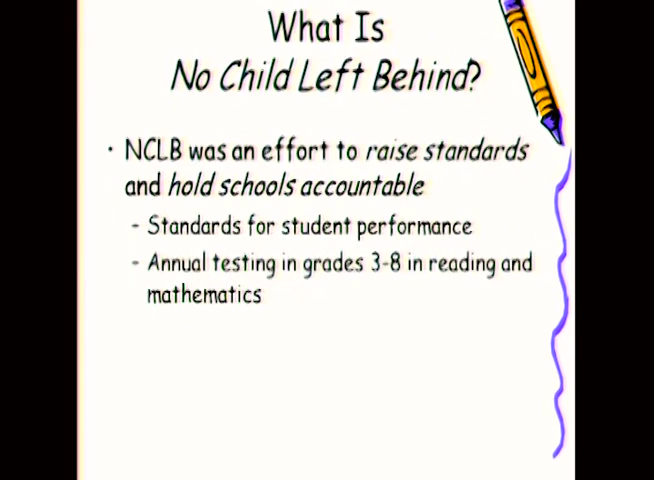 What Is
No Child Left Behind?
• NCLB was an effort to raise standards
and hold schools accountable
- Standards for student performance
- Annual testing in grades 3-8 in reading and
mathematics